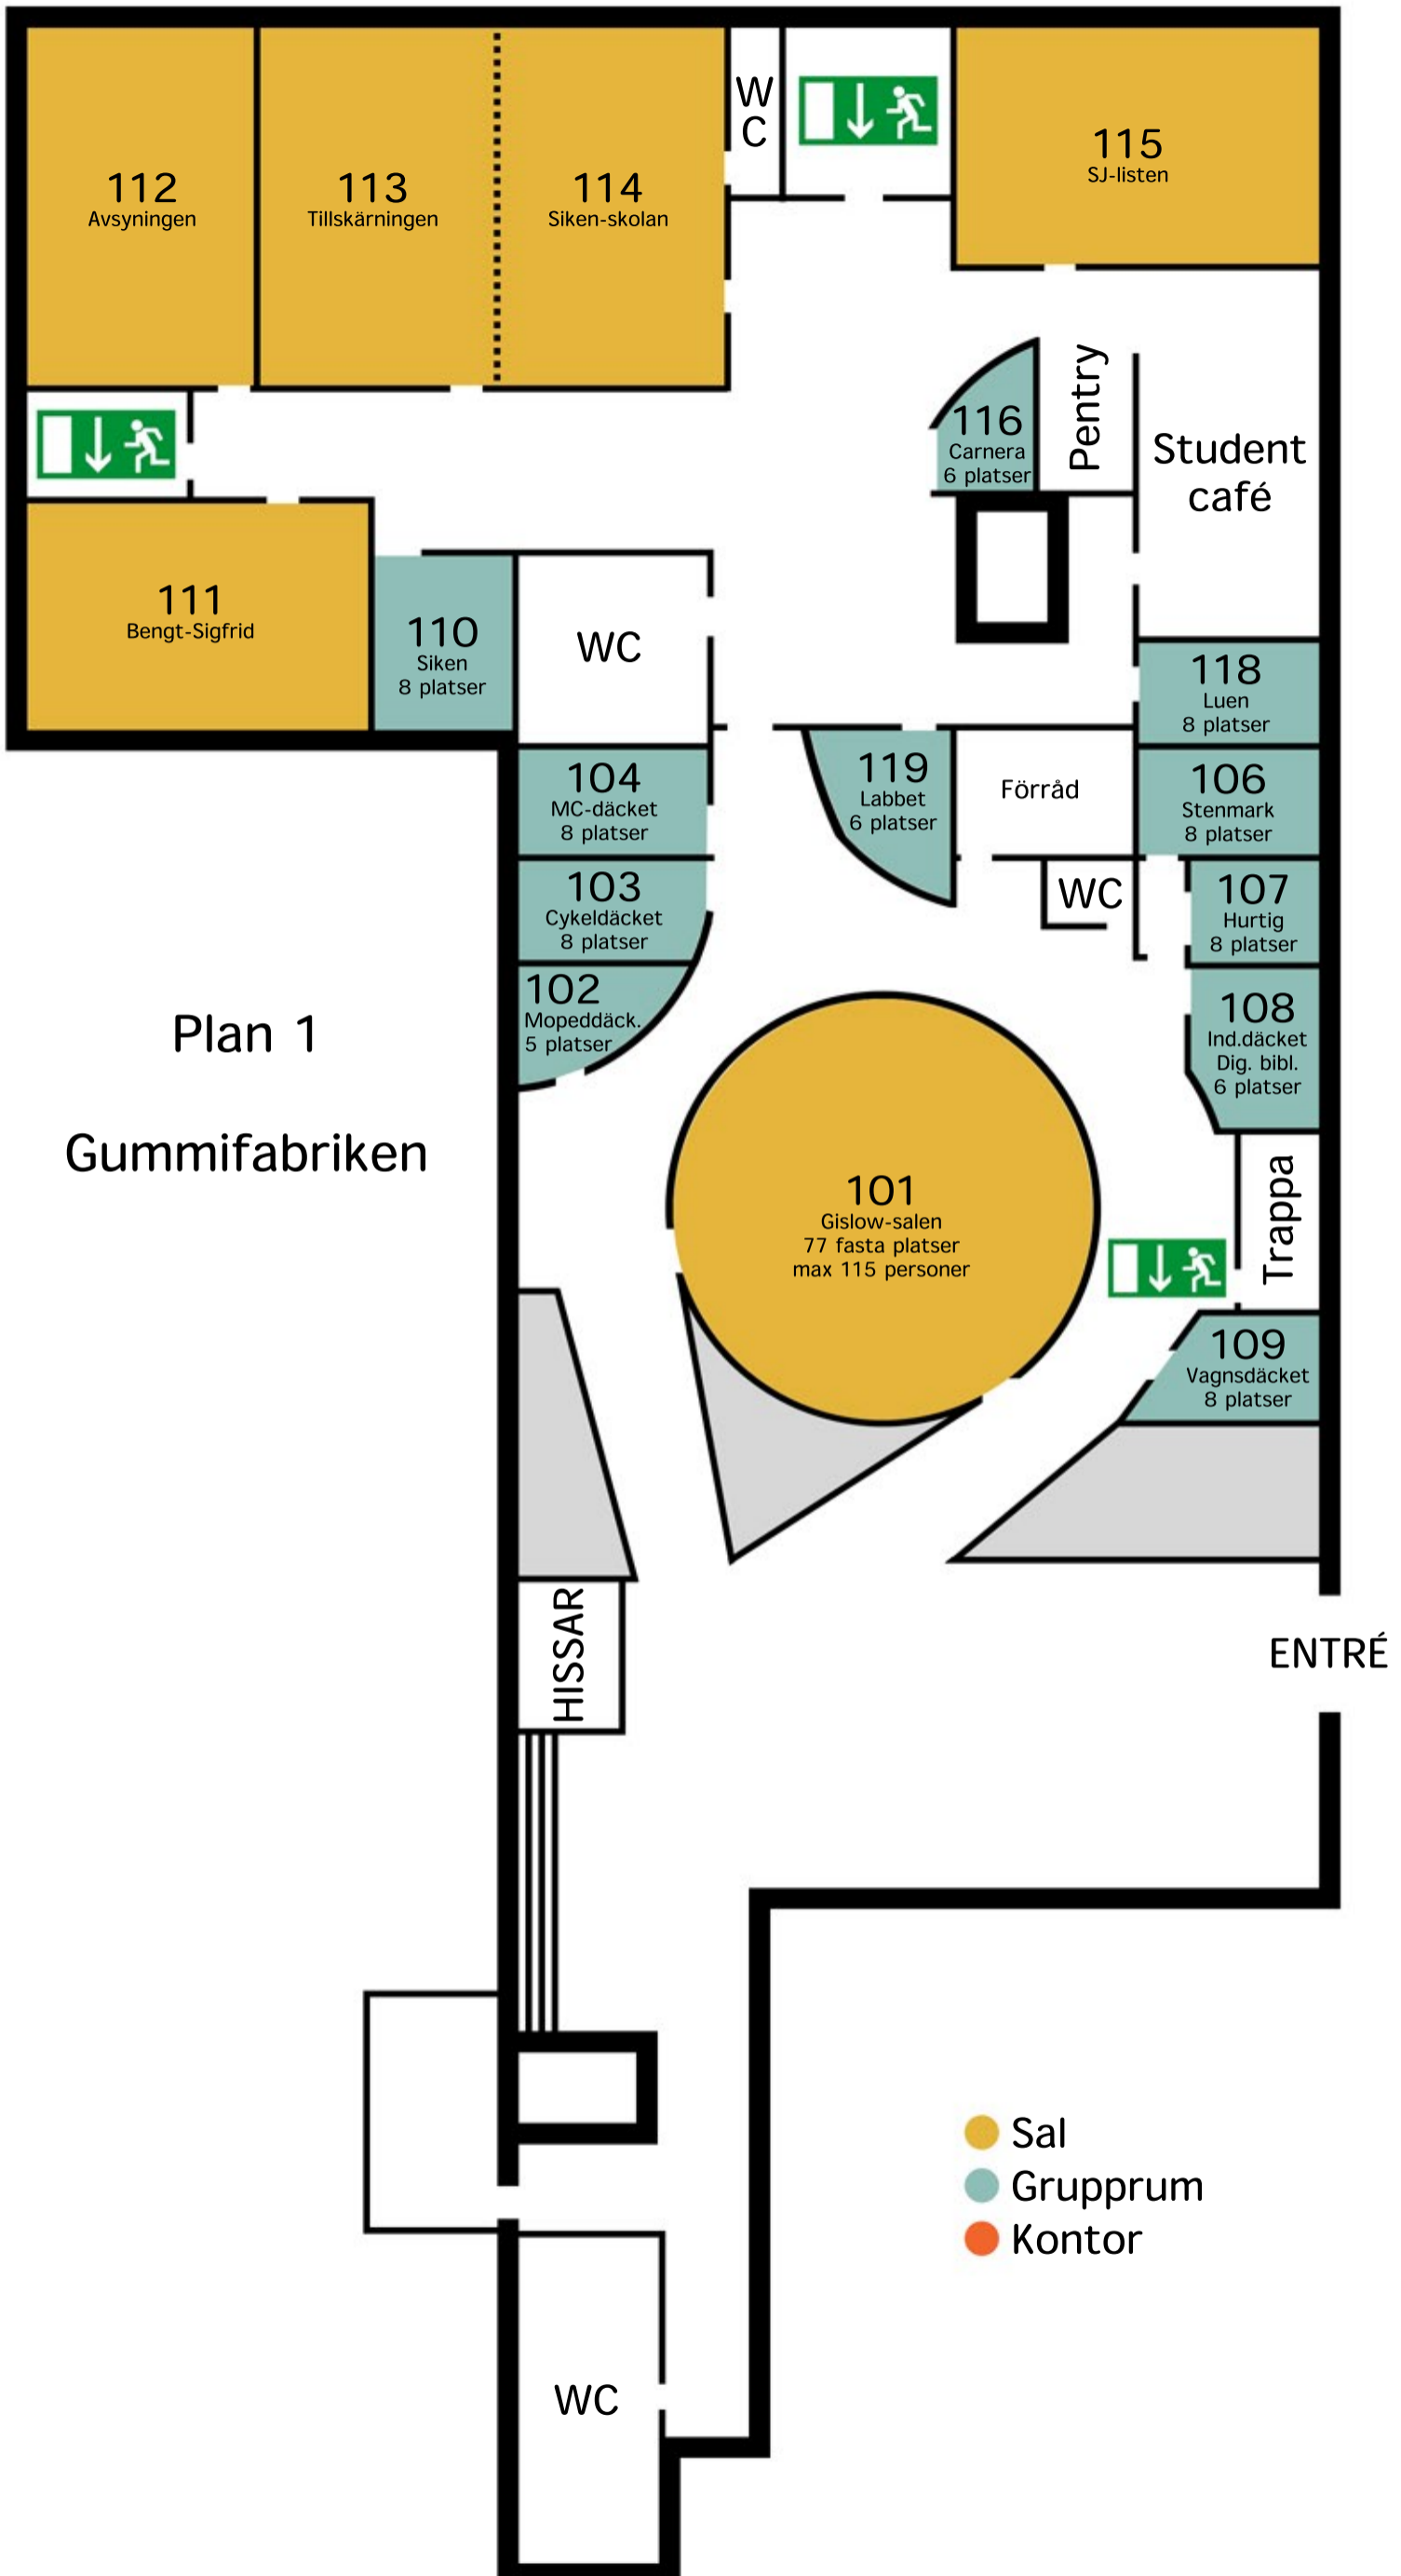 W
C
115
SJ-listen
112
Avsyningen
113
Tillskärningen
114
Siken-skolan
116
Carnera
6 platser
Pentry
Student
café
111
Bengt-Sigfrid
110
Siken
8 platser
WC
118
Luen
8 platser
104
MC-däcket
8 platser
119
Labbet
6 platser
Förråd
106
Stenmark
8 platser
103
Cykeldäcket
8 platser
WC
107
Hurtig
8 platser
102
Mopeddäck.
5 platser
108
Ind.däcket
Dig. bibl.
6 platser
Plan 1
Gummifabriken
101
Gislow-salen
77 fasta platser
max 115 personer
Trappa
109
Vagnsdäcket
8 platser
HISSAR
ENTRÉ
Sal
Grupprum
Kontor
WC